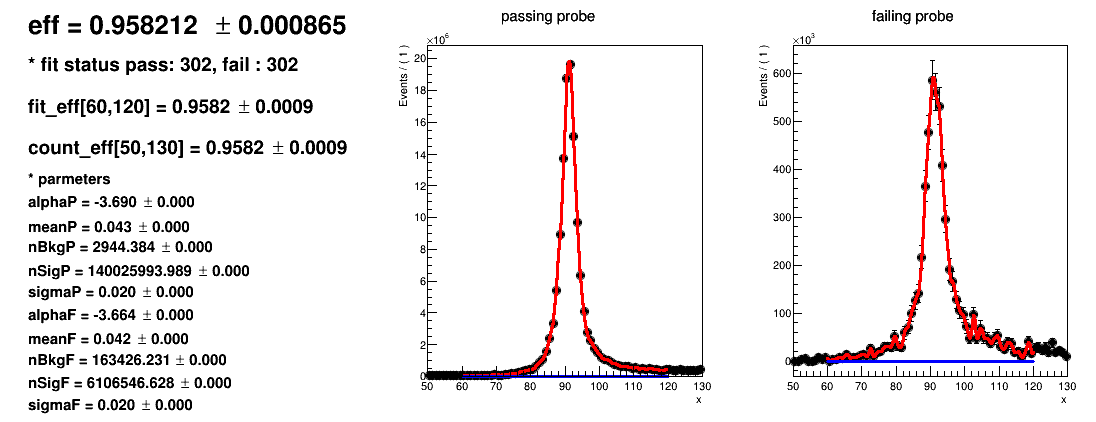 eff = 0.958212 ± 0.000865
* fit status pass: 302, fail : 302
fit_eff[60,120] = 0.9582 ± 0.0009
count_eff[50,130] = 0.9582 ± 0.0009
* parmeters
alphaP = -3.690 ± 0.000
meanP = 0.043 ± 0.000
nBkgP = 2944.384 ± 0.000
nSigP = 140025993.989 ± 0.000
sigmaP = 0.020 ± 0.000
alphaF = -3.664 ± 0.000
meanF = 0.042 ± 0.000
nBkgF = 163426.231 ± 0.000
nSigF = 6106546.628 ± 0.000
sigmaF = 0.020 ± 0.000
passing probe
×10⁶
Events / ( 1 )
20
18
16
14
12
10
8
6
4
2
0
50 60 70 80 90 100 110 120 130
x
failing probe
×10³
Events / ( 1 )
600
500
400
300
200
100
0
50 60 70 80 90 100 110 120 130
x